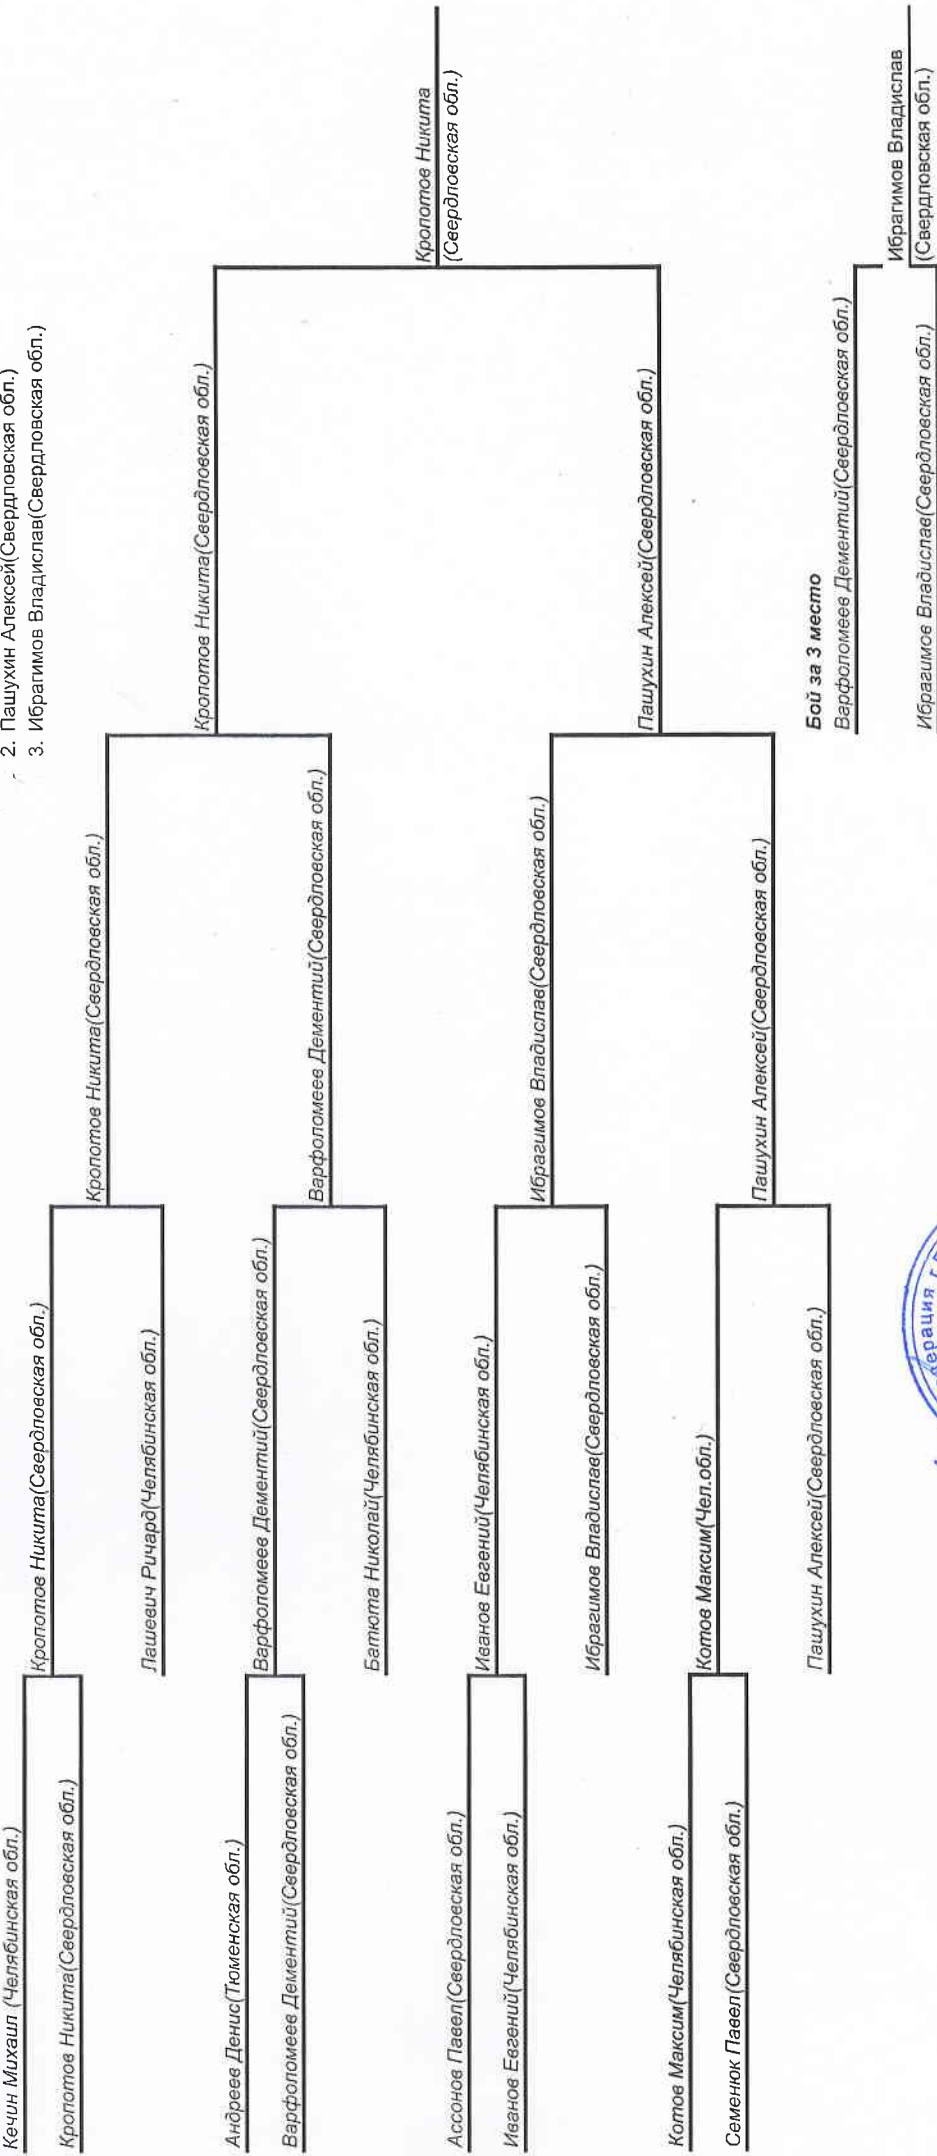 2. Пашухин Алексей(Свердловская обл.)
3. Ибрагимов Владислав(Свердловская обл.)
Кечин Михаил (Челябинская обл.)
Кропотов Никита(Свердловская обл.)
Кропотов Никита(Свердловская обл.)
Кропотов Никита(Свердловская обл.)
Лашевич Ричард(Челябинская обл.)
Кропотов Никита(Свердловская обл.)
Андреев Денис(Тюменская обл.)
Варфоломеев Дементий(Свердловская обл.)
Варфоломеев Дементий(Свердловская обл.)
Варфоломеев Дементий(Свердловская обл.)
Батюта Николай(Челябинская обл.)
Кропотов Никита
(Свердловская обл.)
Ассонов Павел(Свердловская обл.)
Иванов Евгений(Челябинская обл.)
Иванов Евгений(Челябинская обл.)
Ибрагимов Владислав(Свердловская обл.)
Ибрагимов Владислав(Свердловская обл.)
Пашухин Алексей(Свердловская обл.)
Котов Максим(Челябинская обл.)
Котов Максим(Чел.обл.)
Семенюк Павел(Свердловская обл.)
Пашухин Алексей(Свердловская обл.)
Пашухин Алексей(Свердловская обл.)
Бой за 3 место
Варфоломеев Дементий(Свердловская обл.)
Ибрагимов Владислав
(Свердловская обл.)
Ибрагимов Владислав(Свердловская обл.)